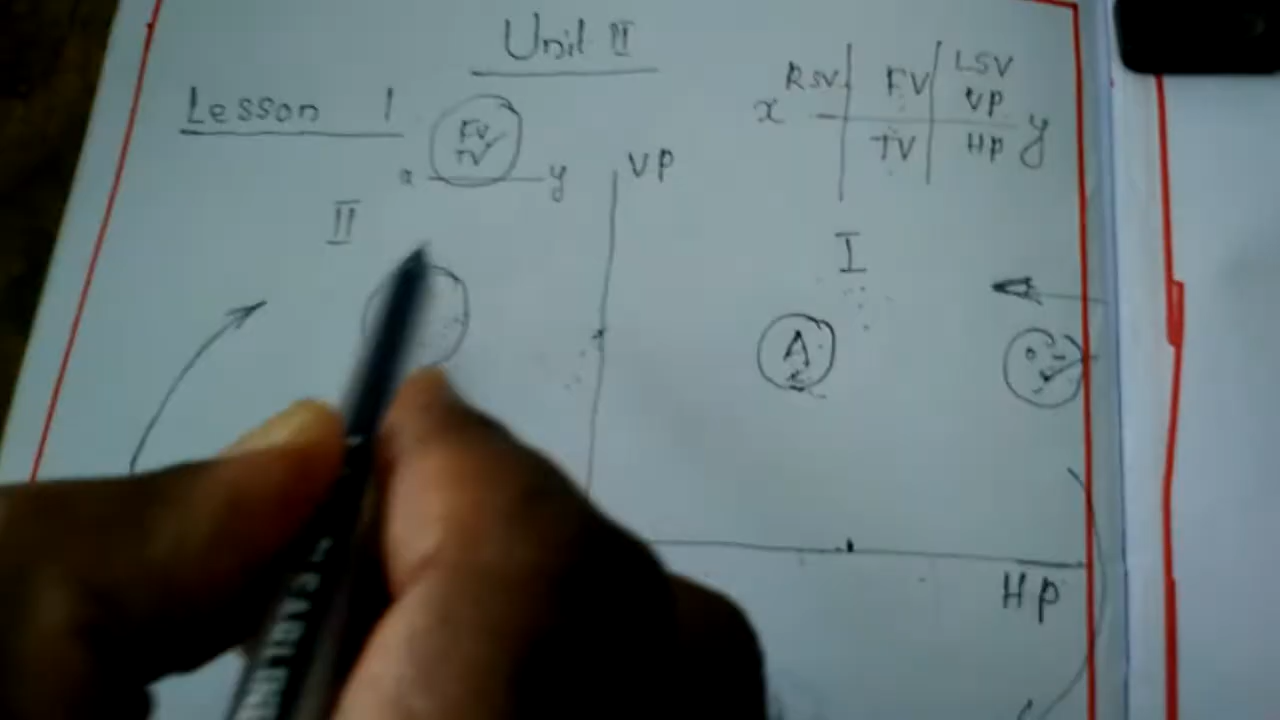 Unit II
Lesson 1
FV
TV
x y
RSV FV LSV
VP
x y
TV HP
VP
II
I
A
HP